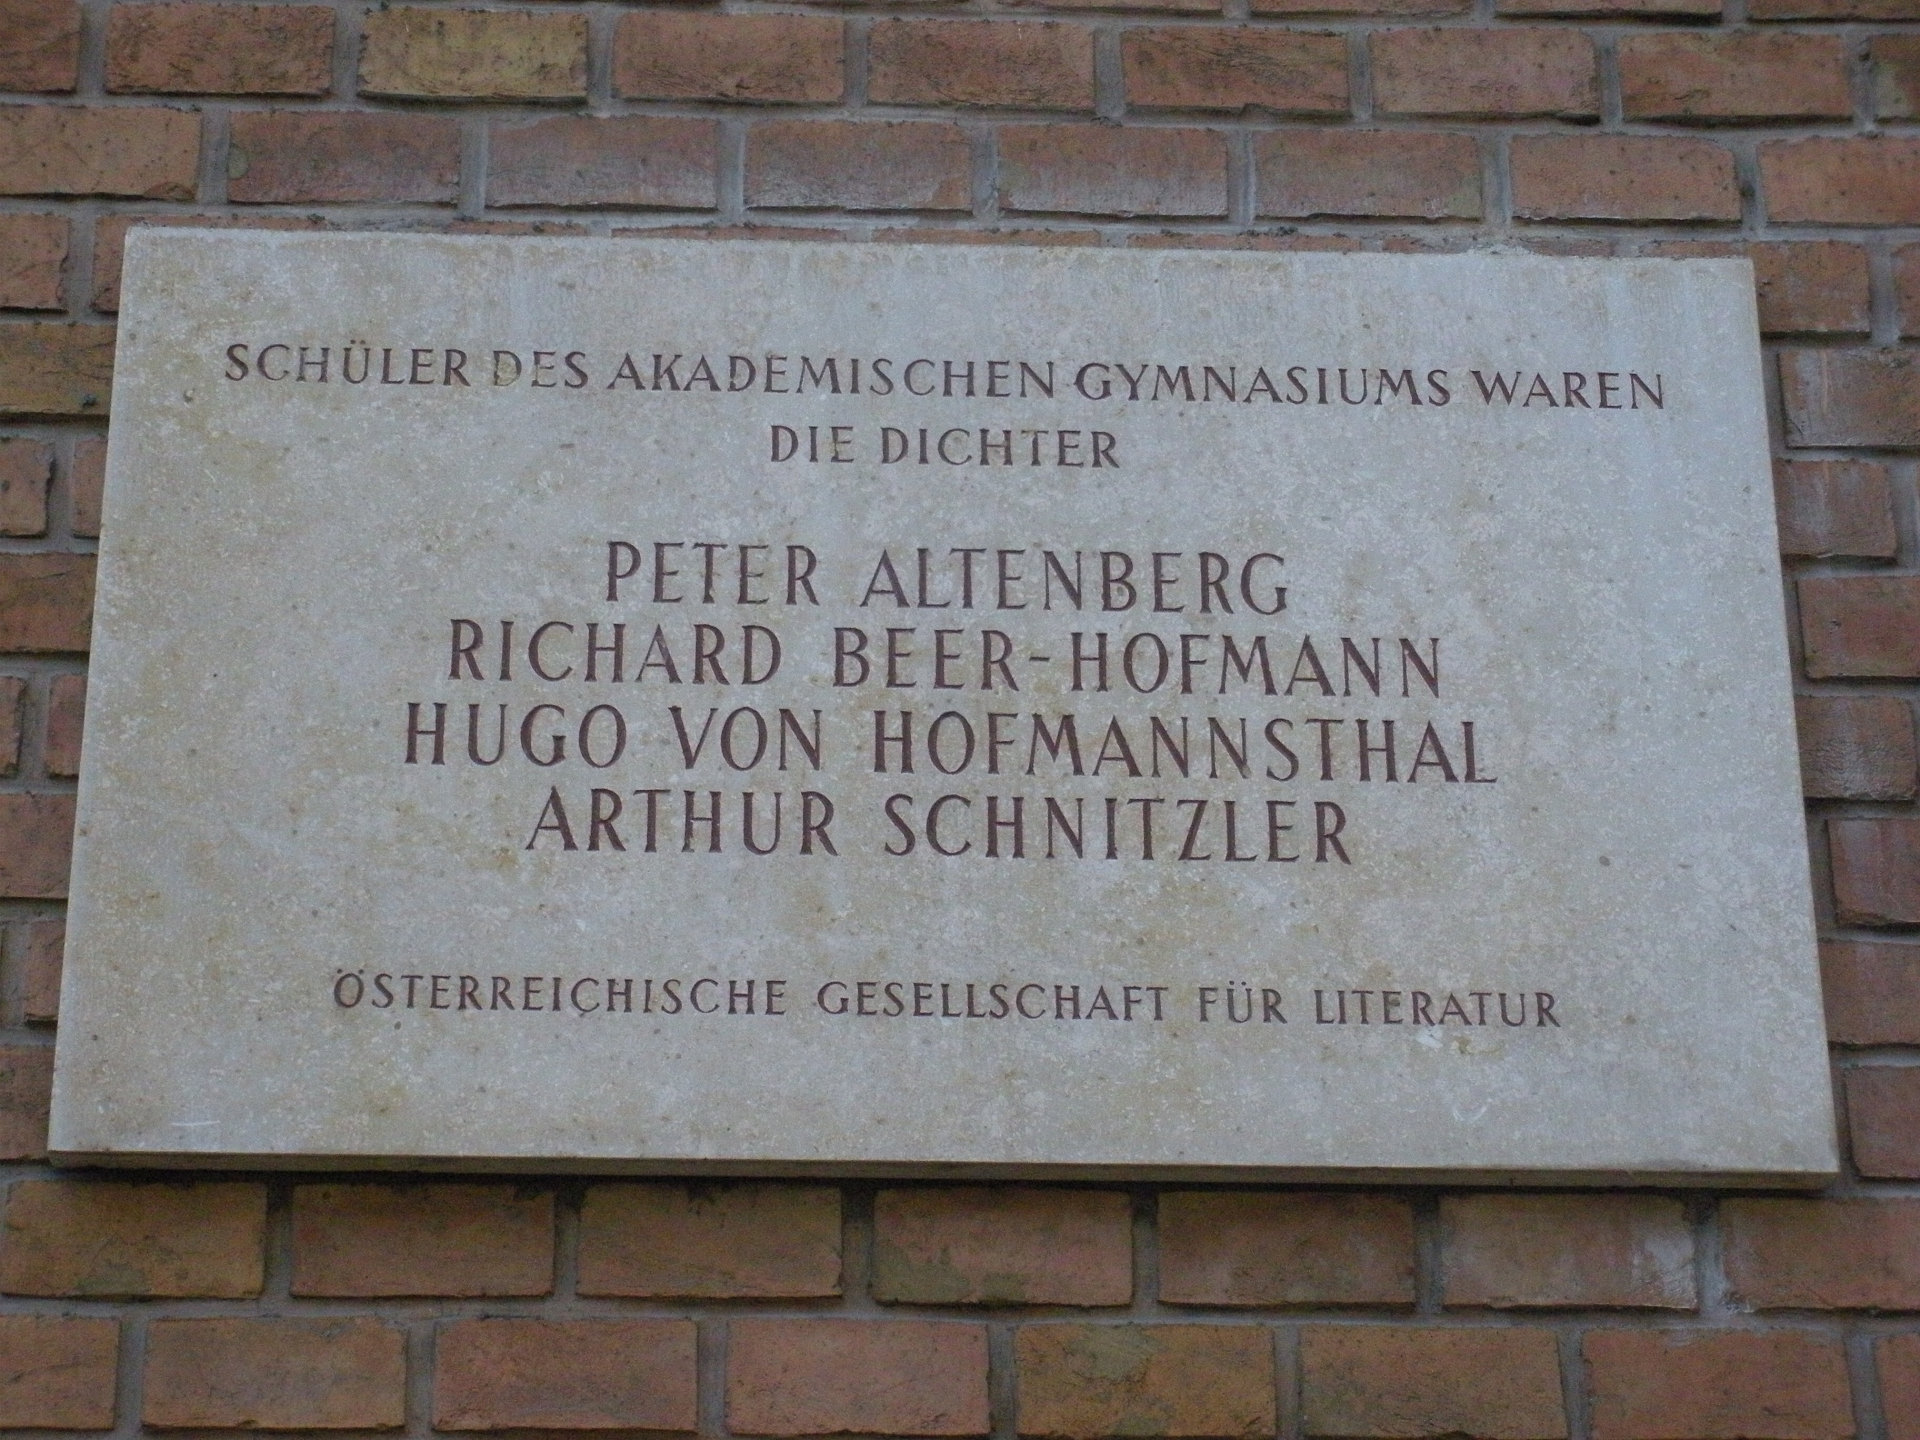 SCHÜLER DES AKADEMISCHEN GYMNASIUMS WAREN
DIE DICHTER
PETER ALTENBERG
RICHARD BEER-HOFMANN
HUGO VON HOFMANNSTHAL
ARTHUR SCHNITZLER
ÖSTERREICHISCHE GESELLSCHAFT FÜR LITERATUR